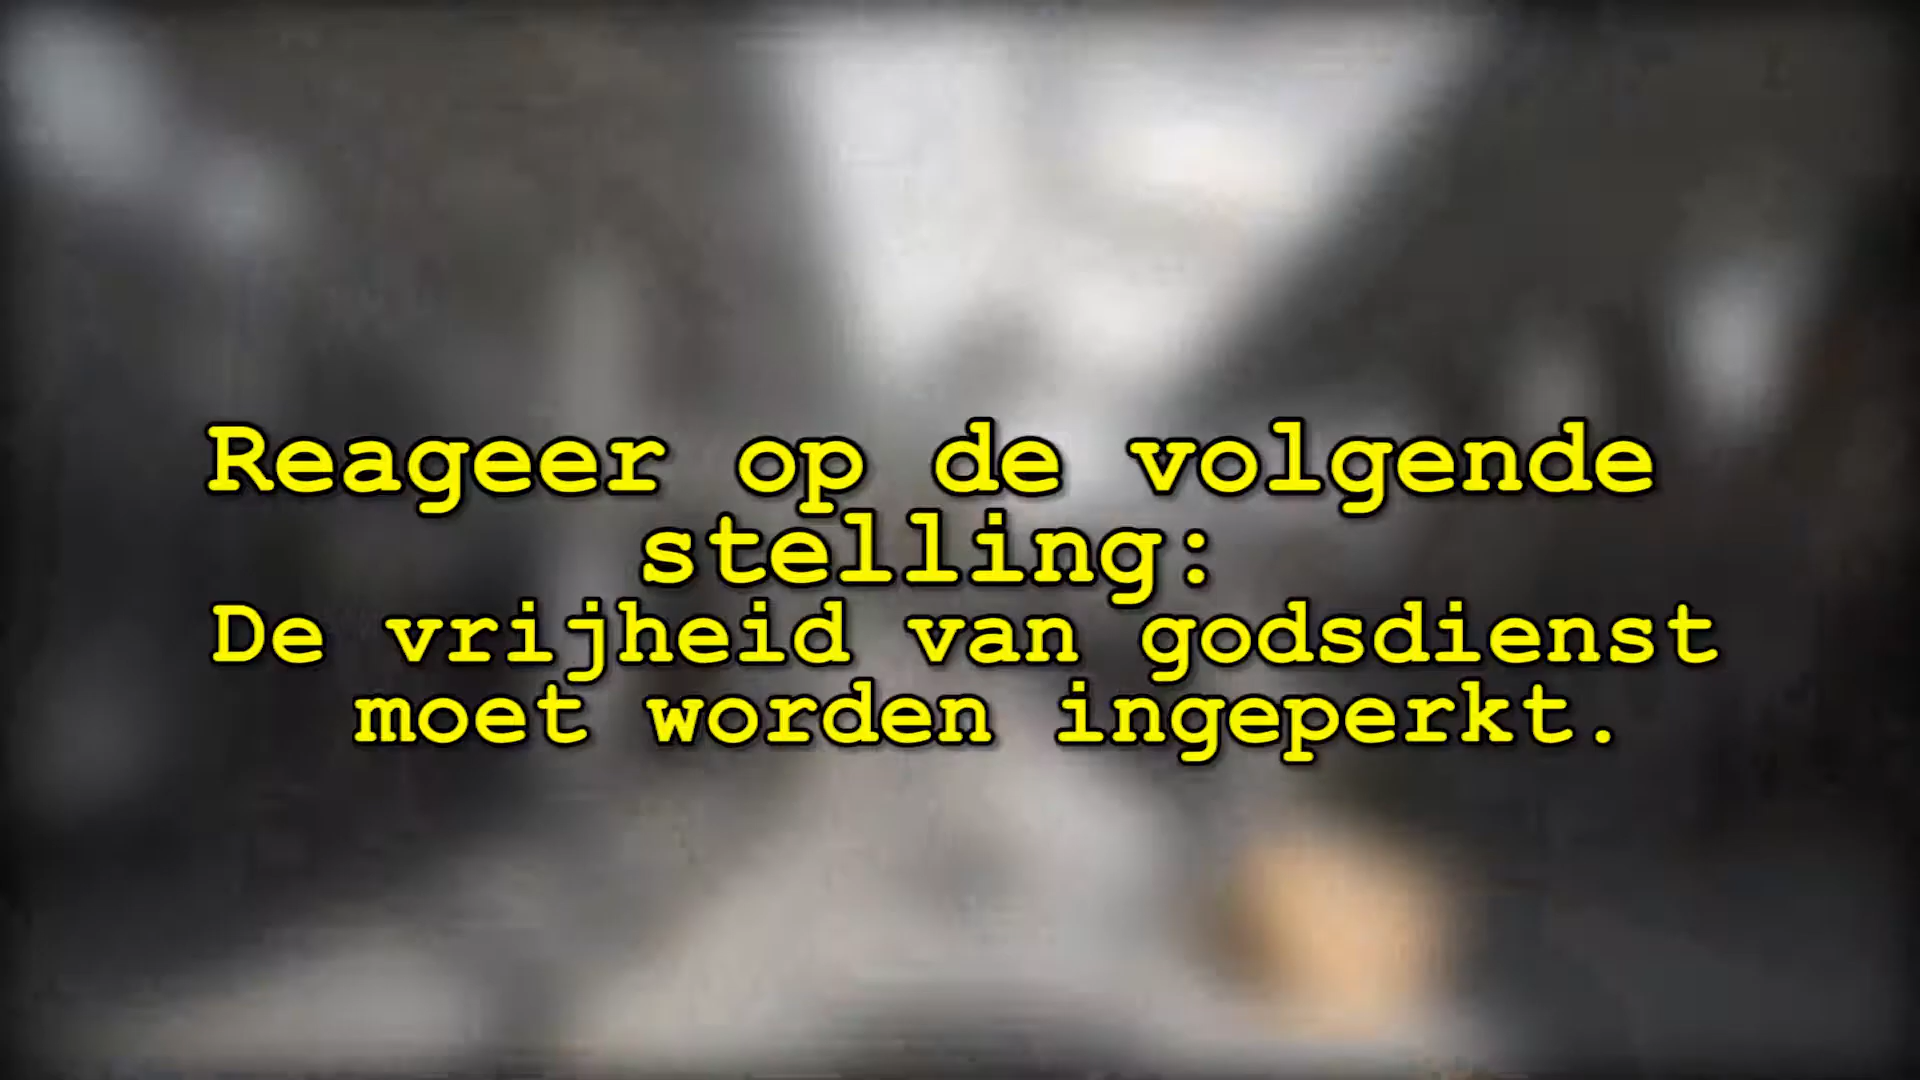 Reageer op de volgende
stelling:
De vrijheid van godsdienst
moet worden ingeperkt.